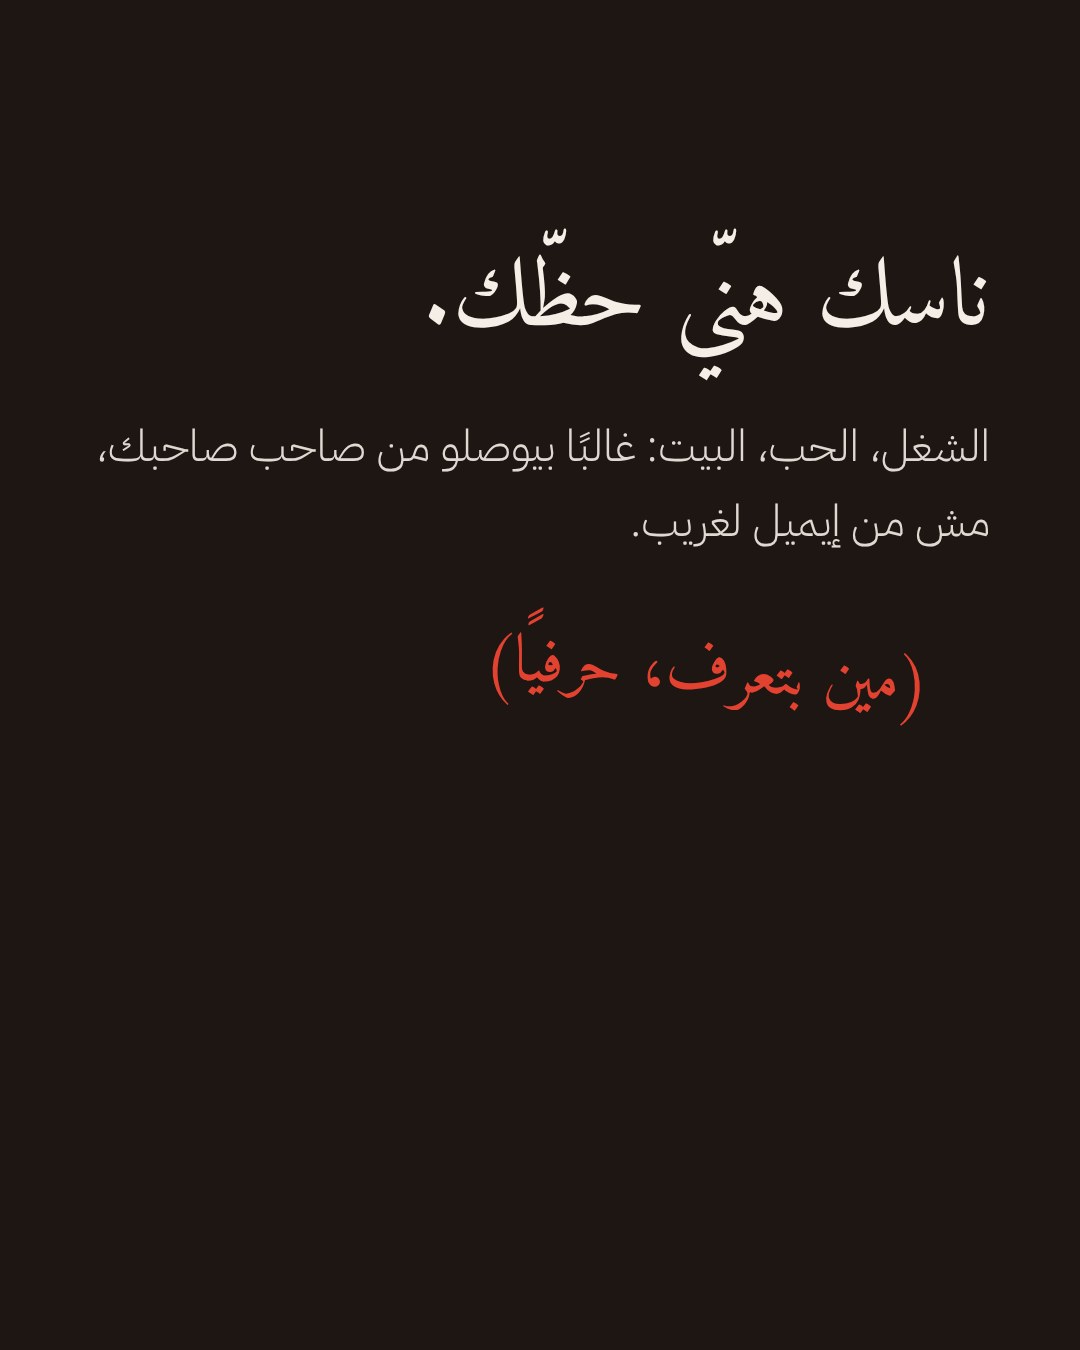 ناسك هنّي حظّك.
الشغل، الحب، البيت: غالبًا بيوصلو من صاحب صاحبك،
مش من إيميل لغريب.
(مين بتعرف، حرفيًا)